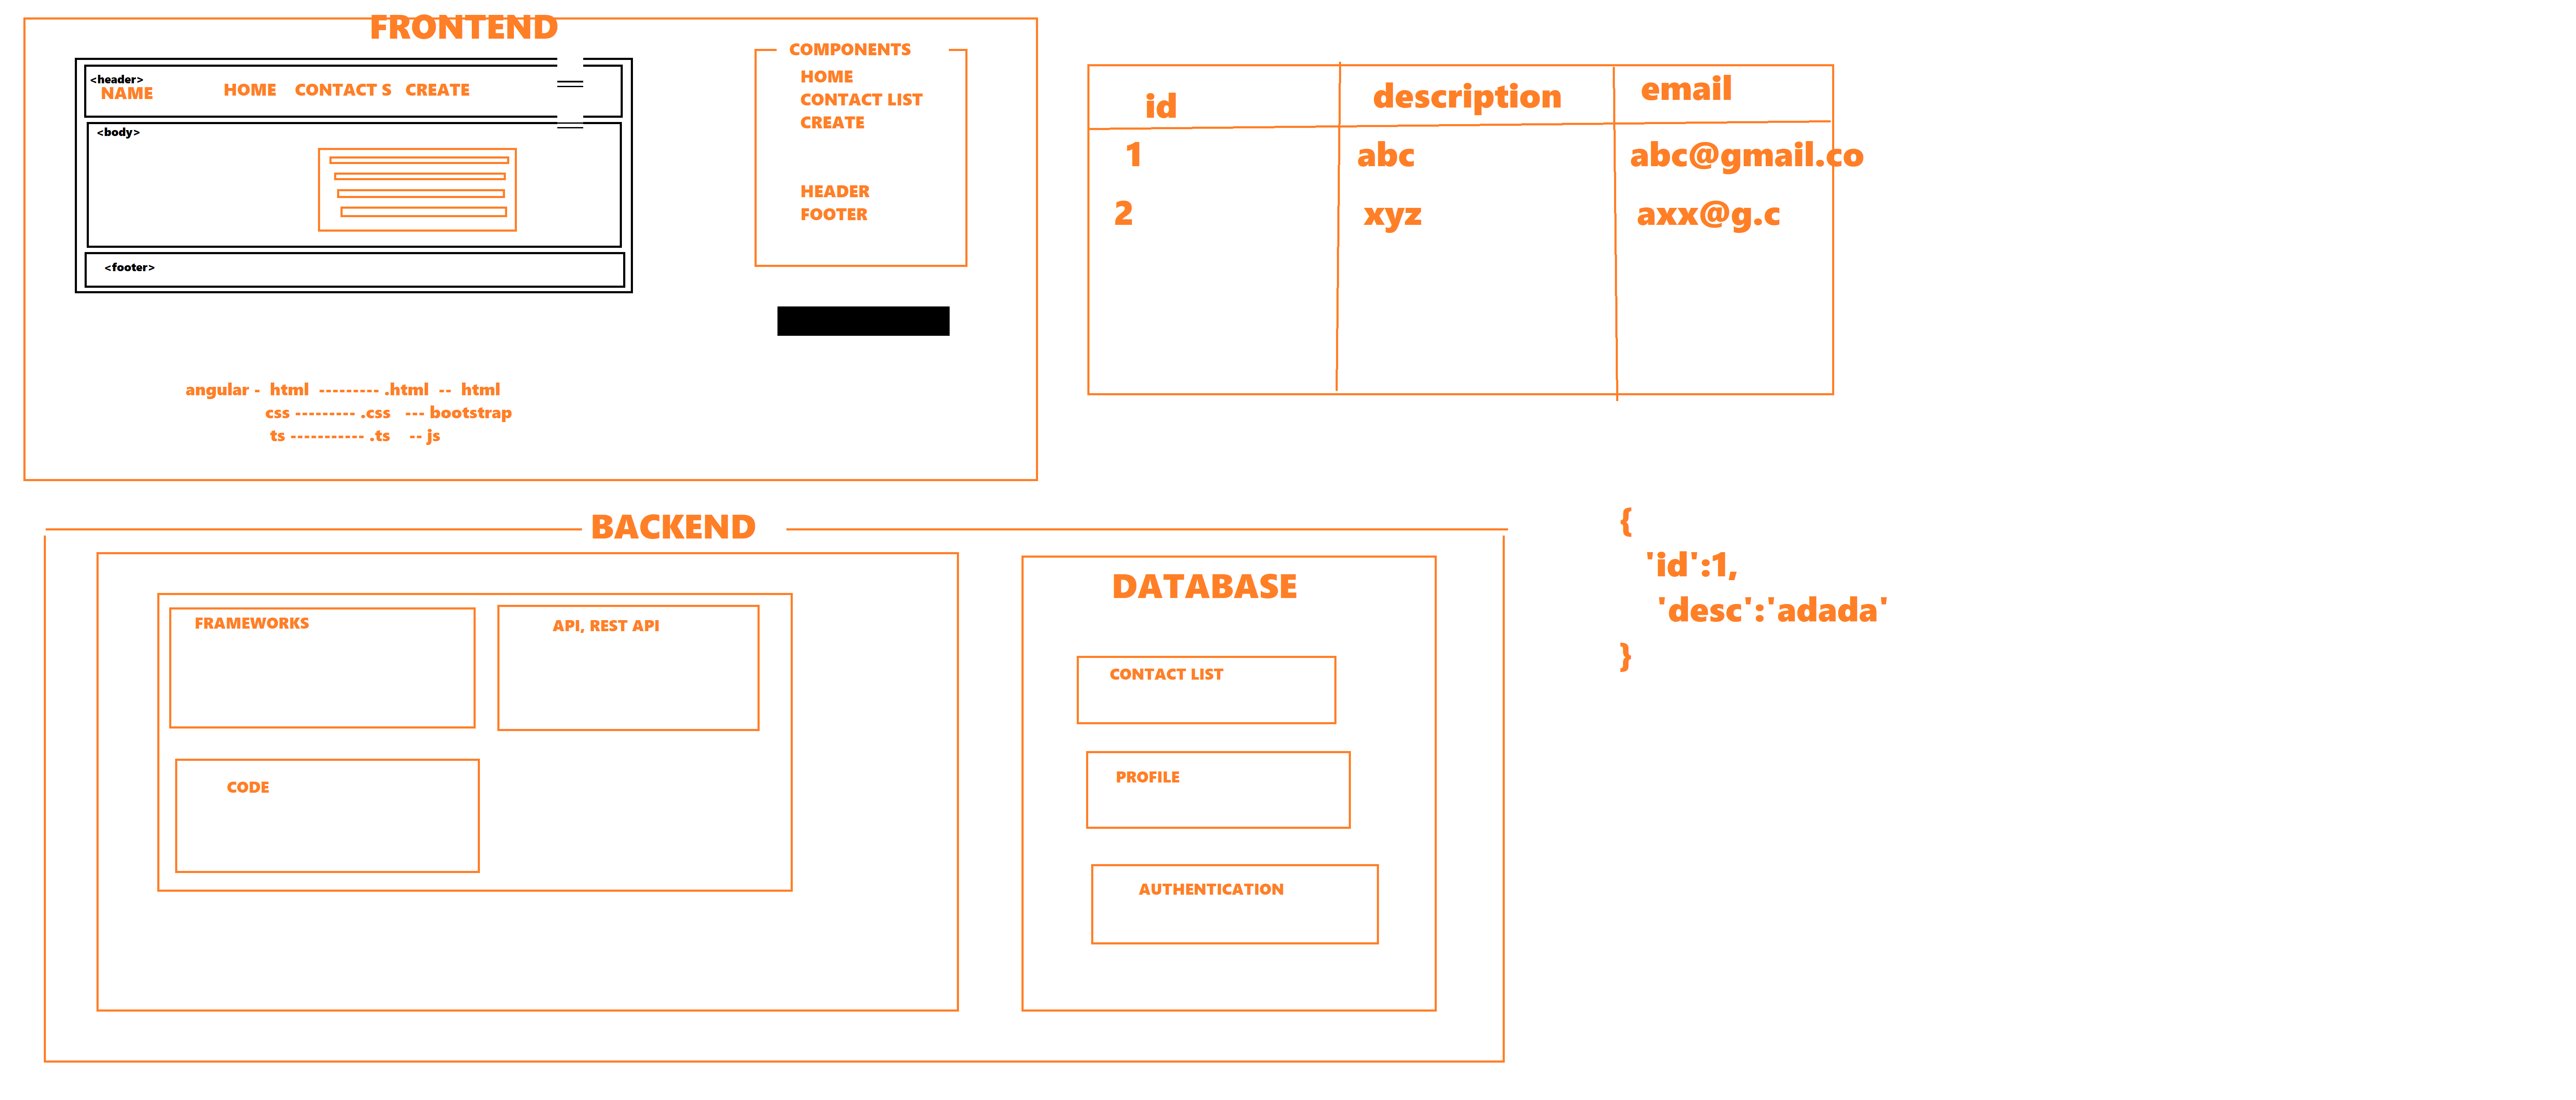 FRONTEND
<header>
NAME HOME CONTACT S CREATE
<body>
<footer>
COMPONENTS
HOME
CONTACT LIST
CREATE
HEADER
FOOTER
angular - html --------- .html -- html
css --------- .css --- bootstrap
ts ----------- .ts -- js
id description email
1 abc abc@gmail.co
2 xyz axx@g.c
BACKEND
FRAMEWORKS
API, REST API
CODE
DATABASE
CONTACT LIST
PROFILE
AUTHENTICATION
{
'id':1,
'desc':'adada'
}